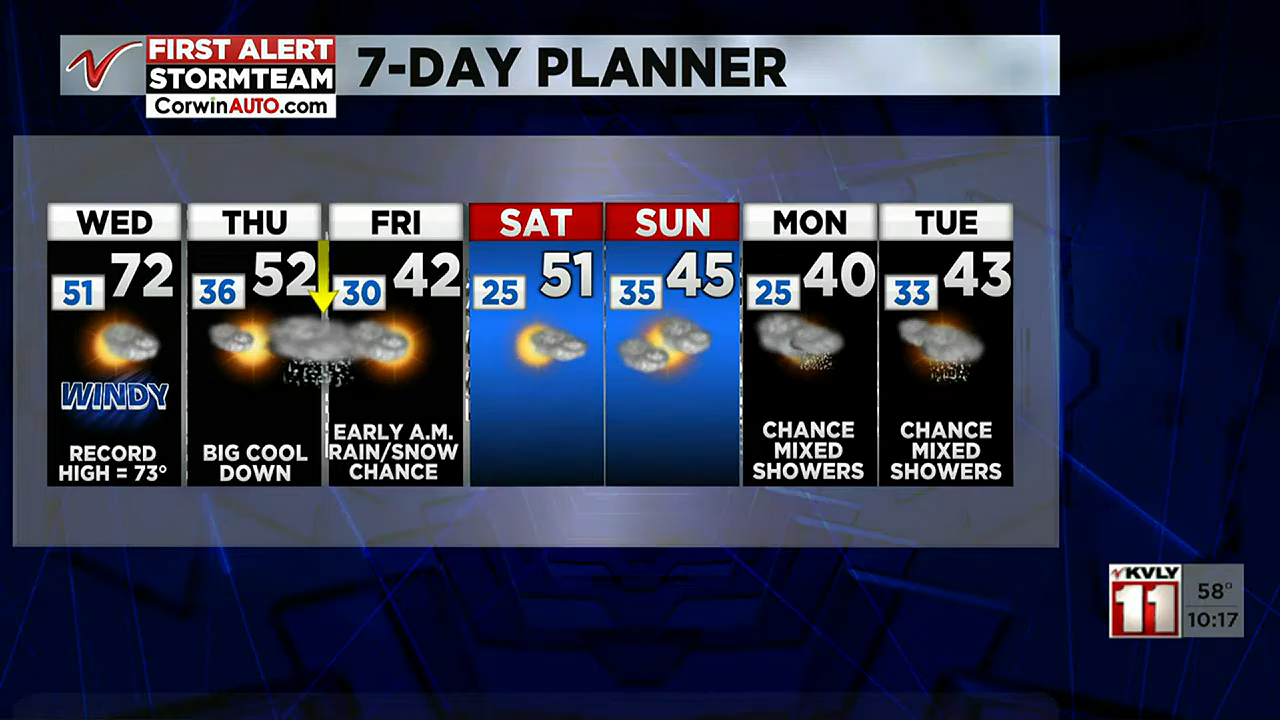 FIRST ALERT
STORMTEAM
CorwinAUTO.com
7-DAY PLANNER
WED
51 72
WINDY
RECORD
HIGH = 73°
THU
36 52
BIG COOL
DOWN
FRI
30 42
EARLY A.M.
RAIN/SNOW
CHANCE
SAT
25 51
SUN
35 45
MON
25 40
CHANCE
MIXED
SHOWERS
TUE
33 43
CHANCE
MIXED
SHOWERS
KVLY
11
58°
10:17